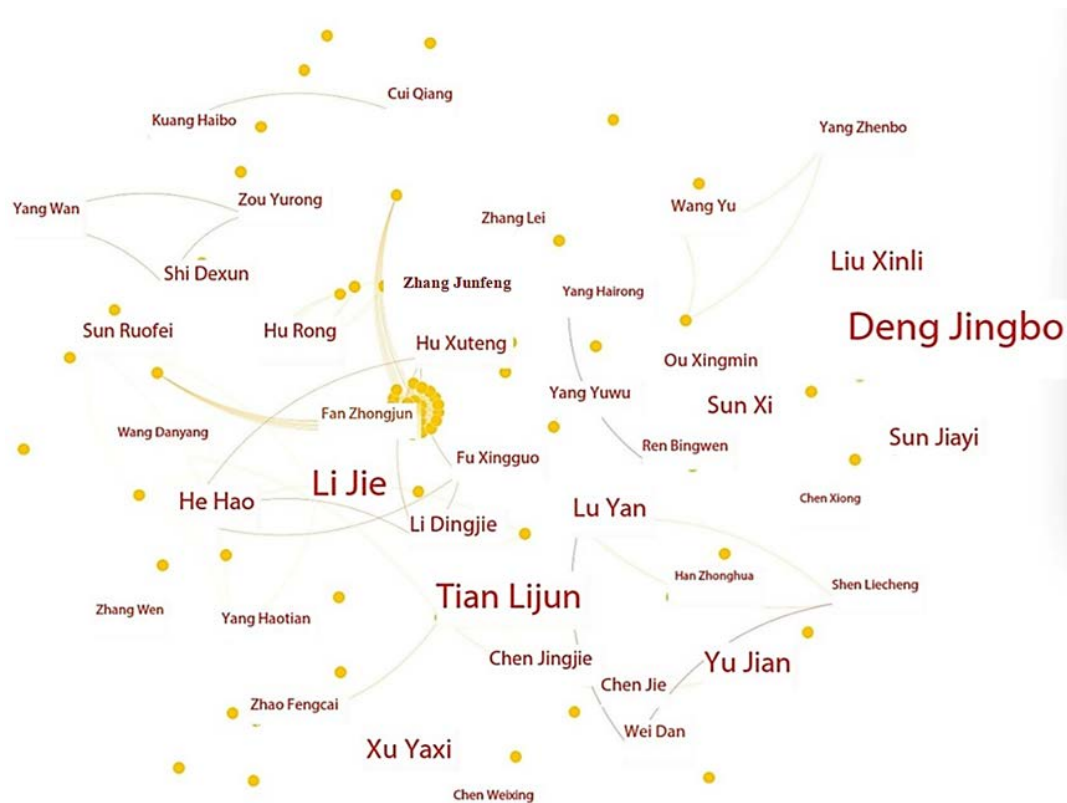 Cui Qiang
Kuang Haibo
Yang Zhenbo
Zou Yurong
Yang Wan
Wang Yu
Zhang Lei
Liu Xinli
Shi Dexun
Zhang Junfeng
Yang Hairong
Deng Jingbo
Sun Ruofei
Hu Rong
Hu Xuteng
Ou Xingmin
Yang Yuwu
Sun Xi
Fan Zhongjun
Wang Danyang
Sun Jiayi
Ren Bingwen
Fu Xingguo
Li Jie
Chen Xiong
He Hao
Lu Yan
Li Dingjie
Han Zhonghua
Shen Liecheng
Tian Lijun
Zhang Wen
Yang Haotian
Chen Jingjie
Yu Jian
Chen Jie
Zhao Fengcai
Wei Dan
Xu Yaxi
Chen Weixing